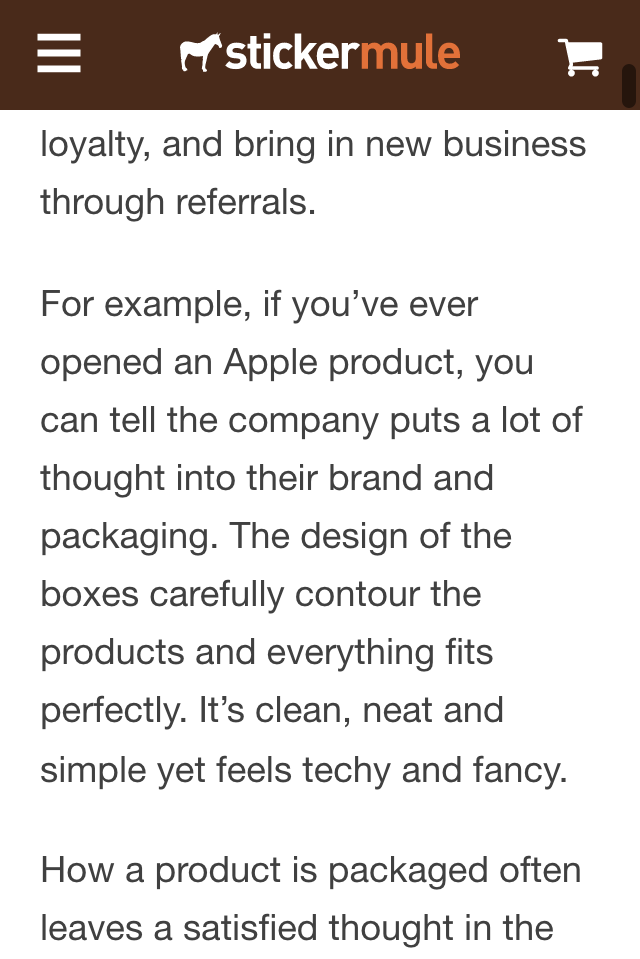 stickermule
loyalty, and bring in new business
through referrals.
For example, if you’ve ever
opened an Apple product, you
can tell the company puts a lot of
thought into their brand and
packaging. The design of the
boxes carefully contour the
products and everything fits
perfectly. It’s clean, neat and
simple yet feels techy and fancy.
How a product is packaged often
leaves a satisfied thought in the